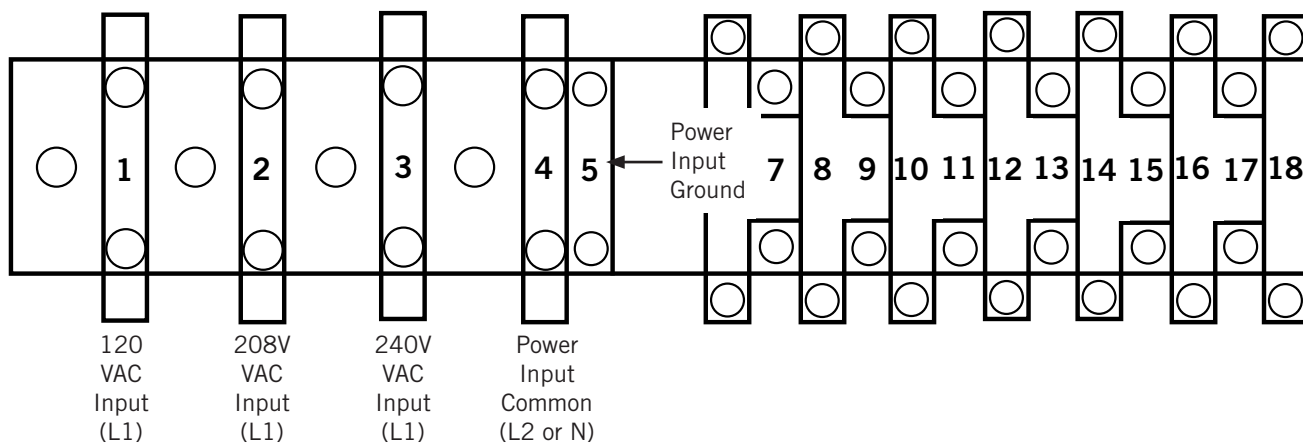 1 2 3 4 5 7 8 9 10 11 12 13 14 15 16 17 18
Power
Input
Ground
120
VAC
Input
(L1)
208V
VAC
Input
(L1)
240V
VAC
Input
(L1)
Power
Input
Common
(L2 or N)